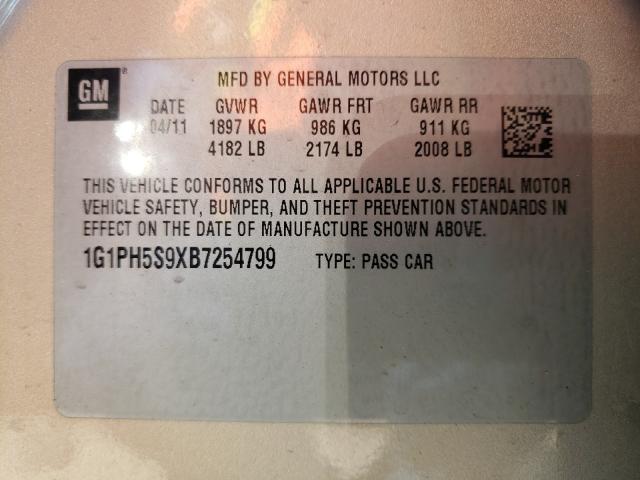 GM ®
MFD BY GENERAL MOTORS LLC
DATE GVWR GAWR FRT GAWR RR
04/11 1897 KG 986 KG 911 KG
4182 LB 2174 LB 2008 LB
THIS VEHICLE CONFORMS TO ALL APPLICABLE U.S. FEDERAL MOTOR
VEHICLE SAFETY, BUMPER, AND THEFT PREVENTION STANDARDS IN
EFFECT ON THE DATE OF MANUFACTURE SHOWN ABOVE.
1G1PH5S9XB7254799 TYPE: PASS CAR